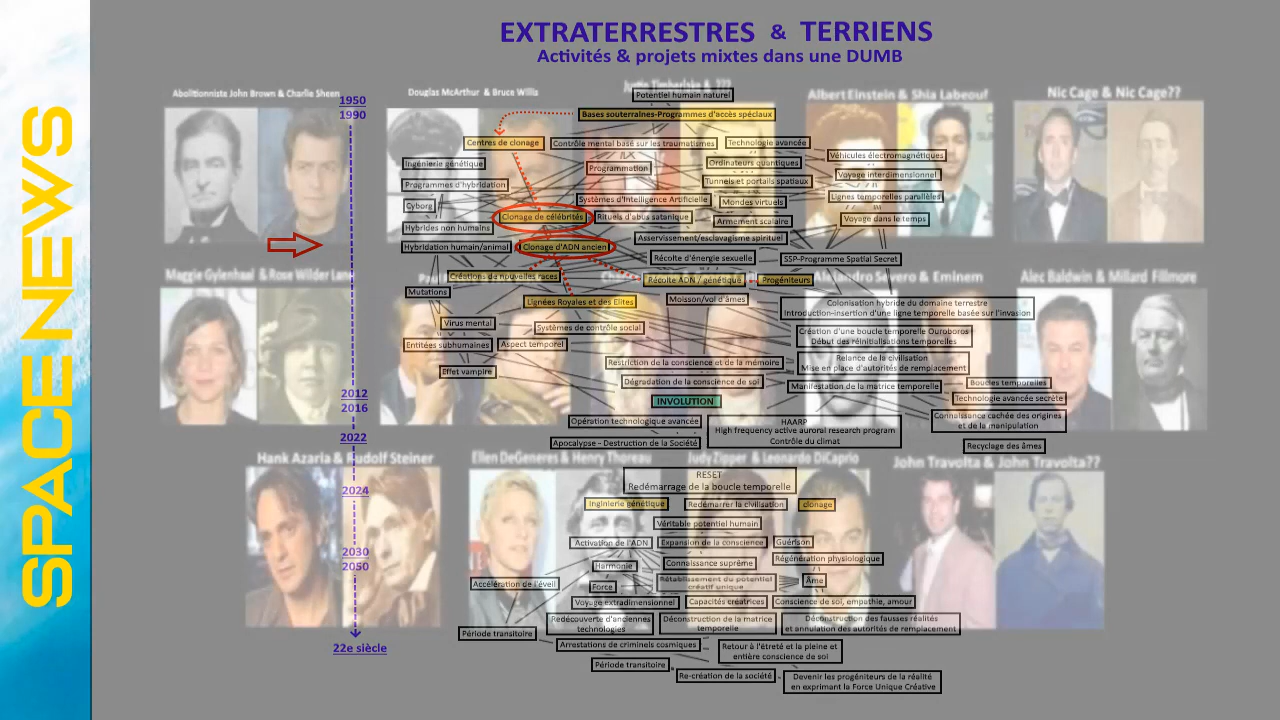 SPACE NEWS
EXTRATERRESTRES & TERRIENS
Activités & projets mixtes dans une DUMB
Abolitionniste John Brown & Charlie Sheen
Douglas McArthur & Bruce Willis
Justin Timberlake & ???
Albert Einstein & Shia Labeouf
Nic Cage & Nic Cage??
1950
1990
Potentiel humain naturel
Bases souterraines-Programmes d'accès spéciaux
Centres de clonage
Contrôle mental basé sur les traumatismes
Technologie avancée
Ingénierie génétique
Programmation
Ordinateurs quantiques
Véhicules électromagnétiques
Programmes d'hybridation
Tunnels et portails spatiaux
Voyage interdimensionnel
Cyborg
Systèmes d'Intelligence Artificielle
Mondes virtuels
Lignes temporelles parallèles
Clonage de célébrités
Rituels d'abus satanique
Armement scalaire
Voyage dans le temps
Hybrides non humains
Asservissement/esclavagisme spirituel
Hybridation humain/animal
Clonage d'ADN ancien
Récolte d'énergie sexuelle
SSP-Programme Spatial Secret
Maggie Gylenhaal & Rose Wilder Lane
Alejandro Severo & Eminem
Alec Baldwin & Millard Fillmore
Créations de nouvelles races
Récolte ADN / génétique
Progéniteurs
Mutations
Lignées Royales et des Elites
Moisson/vol d'âmes
Colonisation hybride du domaine terrestre
Introduction-insertion d'une ligne temporelle basée sur l'invasion
Virus mental
Systèmes de contrôle social
Création d'une boucle temporelle Ouroboros
Début des réinitialisations temporelles
Entitées subhumaines
Aspect temporel
Restriction de la conscience et de la mémoire
Relance de la civilisation
Mise en place d'autorités de remplacement
Effet vampire
Dégradation de la conscience de soi
Manifestation de la matrice temporelle
Boucles temporelles
2012
2016
INVOLUTION
Technologie avancée secrète
Opération technologique avancée
HAARP
High frequency active auroral research program
Contrôle du climat
Connaissance cachée des origines
et de la manipulation
2022
Apocalypse - Destruction de la Société
Recyclage des âmes
Hank Azaria & Rudolf Steiner
Ellen DeGeneres & Henry Thoreau
Judy Zipper & Leonardo DiCaprio
John Travolta & John Travolta??
RESET
Redémarrage de la boucle temporelle
2024
Inginierie génétique
Redémarrer la civilisation
clonage
Véritable potentiel humain
Activation de l'ADN
Expansion de la conscience
Guérison
2030
2050
Harmonie
Connaissance suprême
Régénération physiologique
Accélération de l'éveil
Force
Rétablissement du potentiel
créatif unique
Âme
Voyage extradimensionnel
Capacités créatrices
Conscience de soi, empathie, amour
Redécouverte d'anciennes
technologies
Déconstruction de la matrice
temporelle
Déconstruction des fausses réalités
et annulation des autorités de remplacement
Période transitoire
22e siècle
Arrestations de criminels cosmiques
Retour à l'êtreté et la pleine et
entière conscience de soi
Période transitoire
Re-création de la société
Devenir les progéniteurs de la réalité
en exprimant la Force Unique Créative